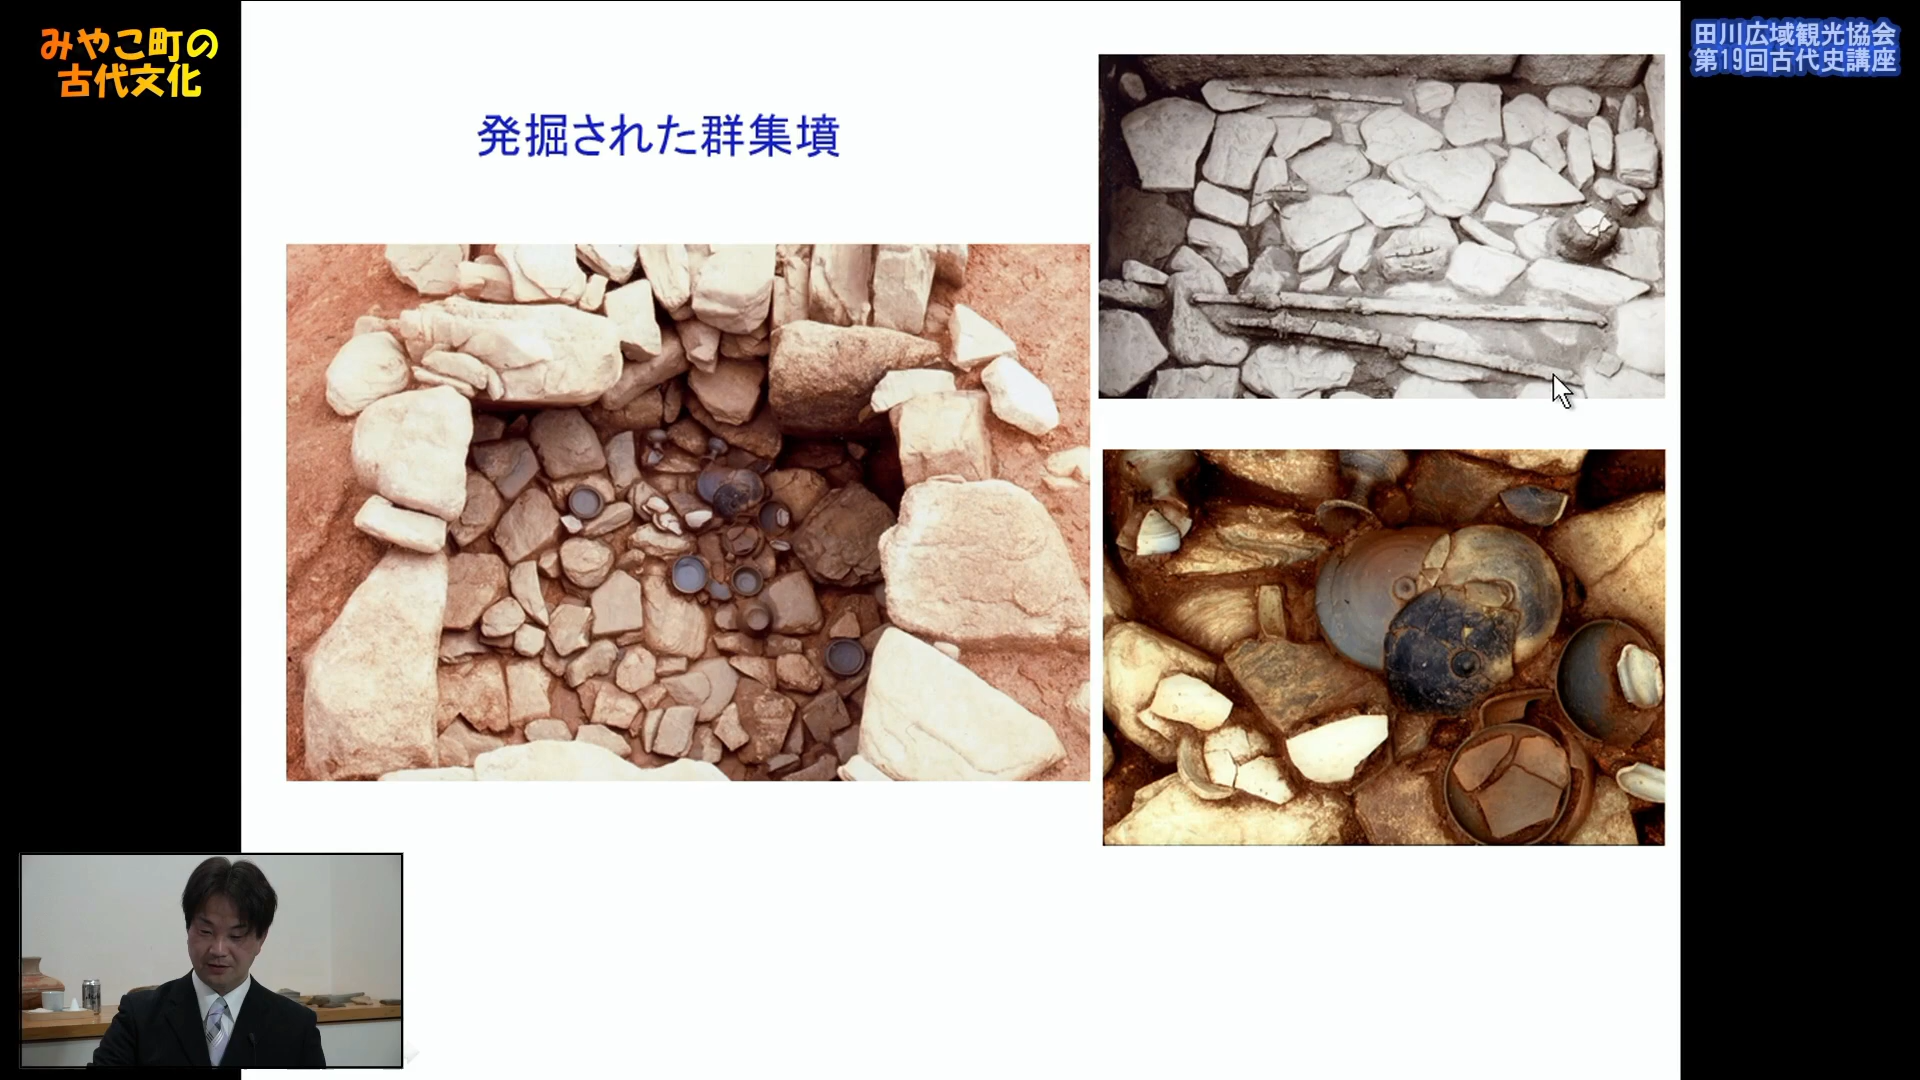 みやこ町の
古代文化
田川広域観光協会
第19回古代史講座
発掘された群集墳